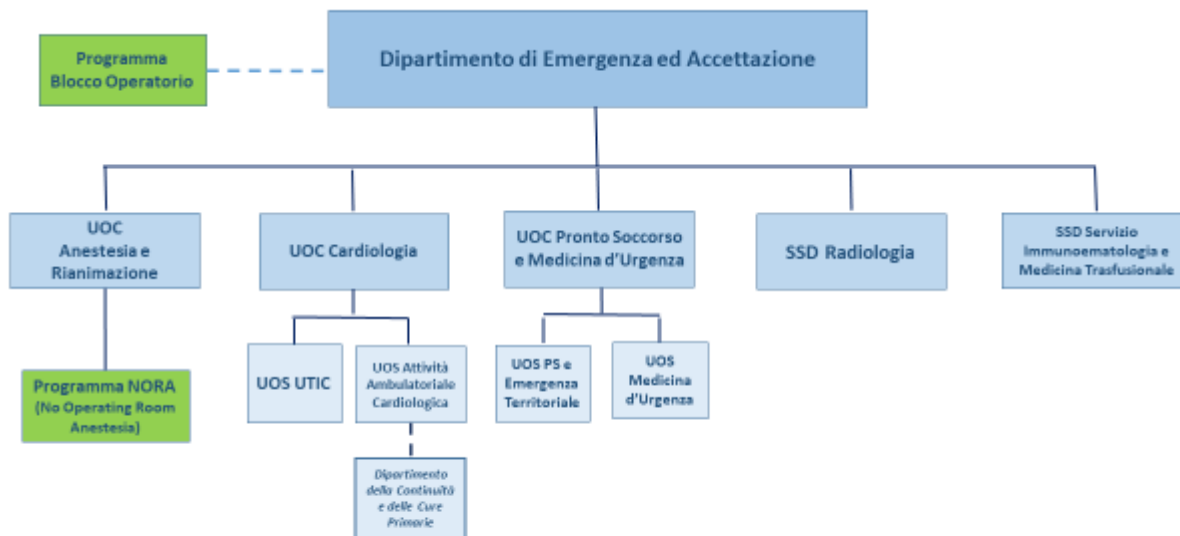 Programma
Blocco Operatorio
Dipartimento di Emergenza ed Accettazione
UOC
Anestesia e
Rianimazione
UOC Cardiologia
UOC Pronto Soccorso
e Medicina d'Urgenza
SSD Radiologia
SSD Servizio
Immunoematologia e
Medicina Trasfusionale
Programma NORA
(No Operating Room
Anestesia)
UOS UTIC
UOS Attività
Ambulatoriale
Cardiologica
UOS PS e
Emergenza
Territoriale
UOS
Medicina
d'Urgenza
Dipartimento
della Continuità
e delle Cure
Primarie